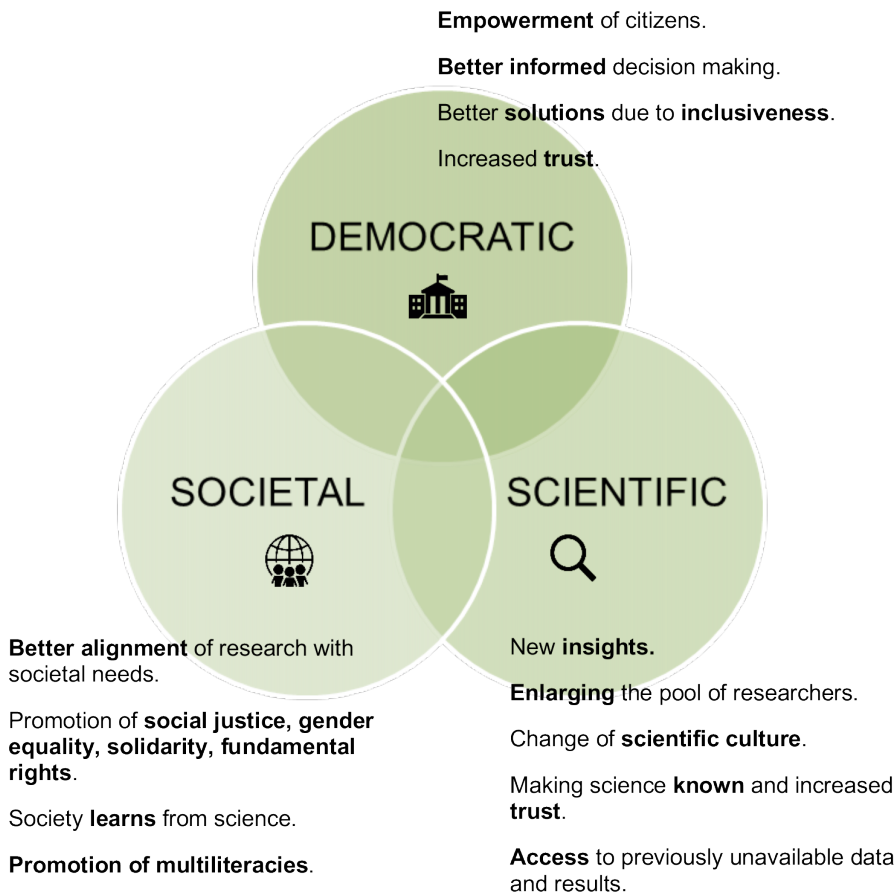 Empowerment of citizens.
Better informed decision making.
Better solutions due to inclusiveness.
Increased trust.
DEMOCRATIC
SOCIETAL
SCIENTIFIC
Better alignment of research with
societal needs.
Promotion of social justice, gender
equality, solidarity, fundamental
rights.
Society learns from science.
Promotion of multiliteracies.
New insights.
Enlarging the pool of researchers.
Change of scientific culture.
Making science known and increased
trust.
Access to previously unavailable data
and results.